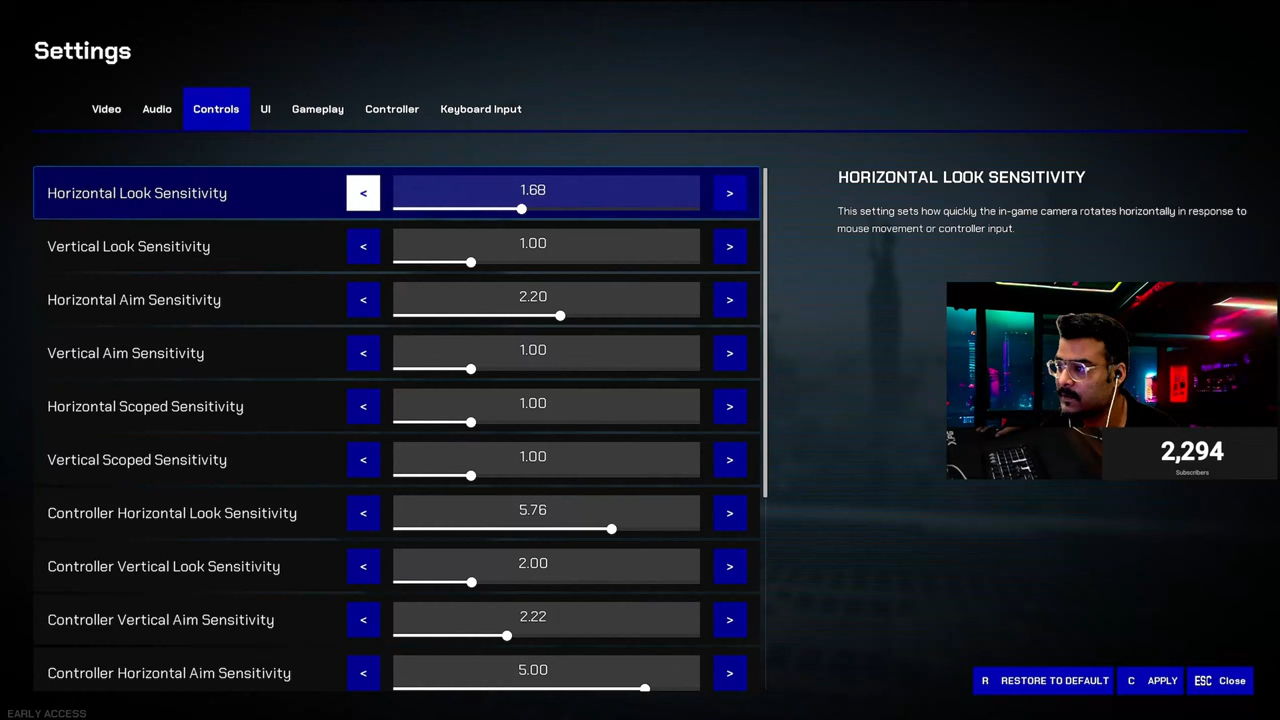 Settings
Video
Audio
Controls
UI
Gameplay
Controller
Keyboard Input
Horizontal Look Sensitivity
<
1.68
>
Vertical Look Sensitivity
<
1.00
>
Horizontal Aim Sensitivity
<
2.20
>
Vertical Aim Sensitivity
<
1.00
>
Horizontal Scoped Sensitivity
<
1.00
>
Vertical Scoped Sensitivity
<
1.00
>
Controller Horizontal Look Sensitivity
<
5.76
>
Controller Vertical Look Sensitivity
<
2.00
>
Controller Vertical Aim Sensitivity
<
2.22
>
Controller Horizontal Aim Sensitivity
<
5.00
>
HORIZONTAL LOOK SENSITIVITY
This setting sets how quickly the in-game camera rotates horizontally in response to
mouse movement or controller input.
2,294
Subscribers
R RESTORE TO DEFAULT
C APPLY
ESC Close
EARLY ACCESS